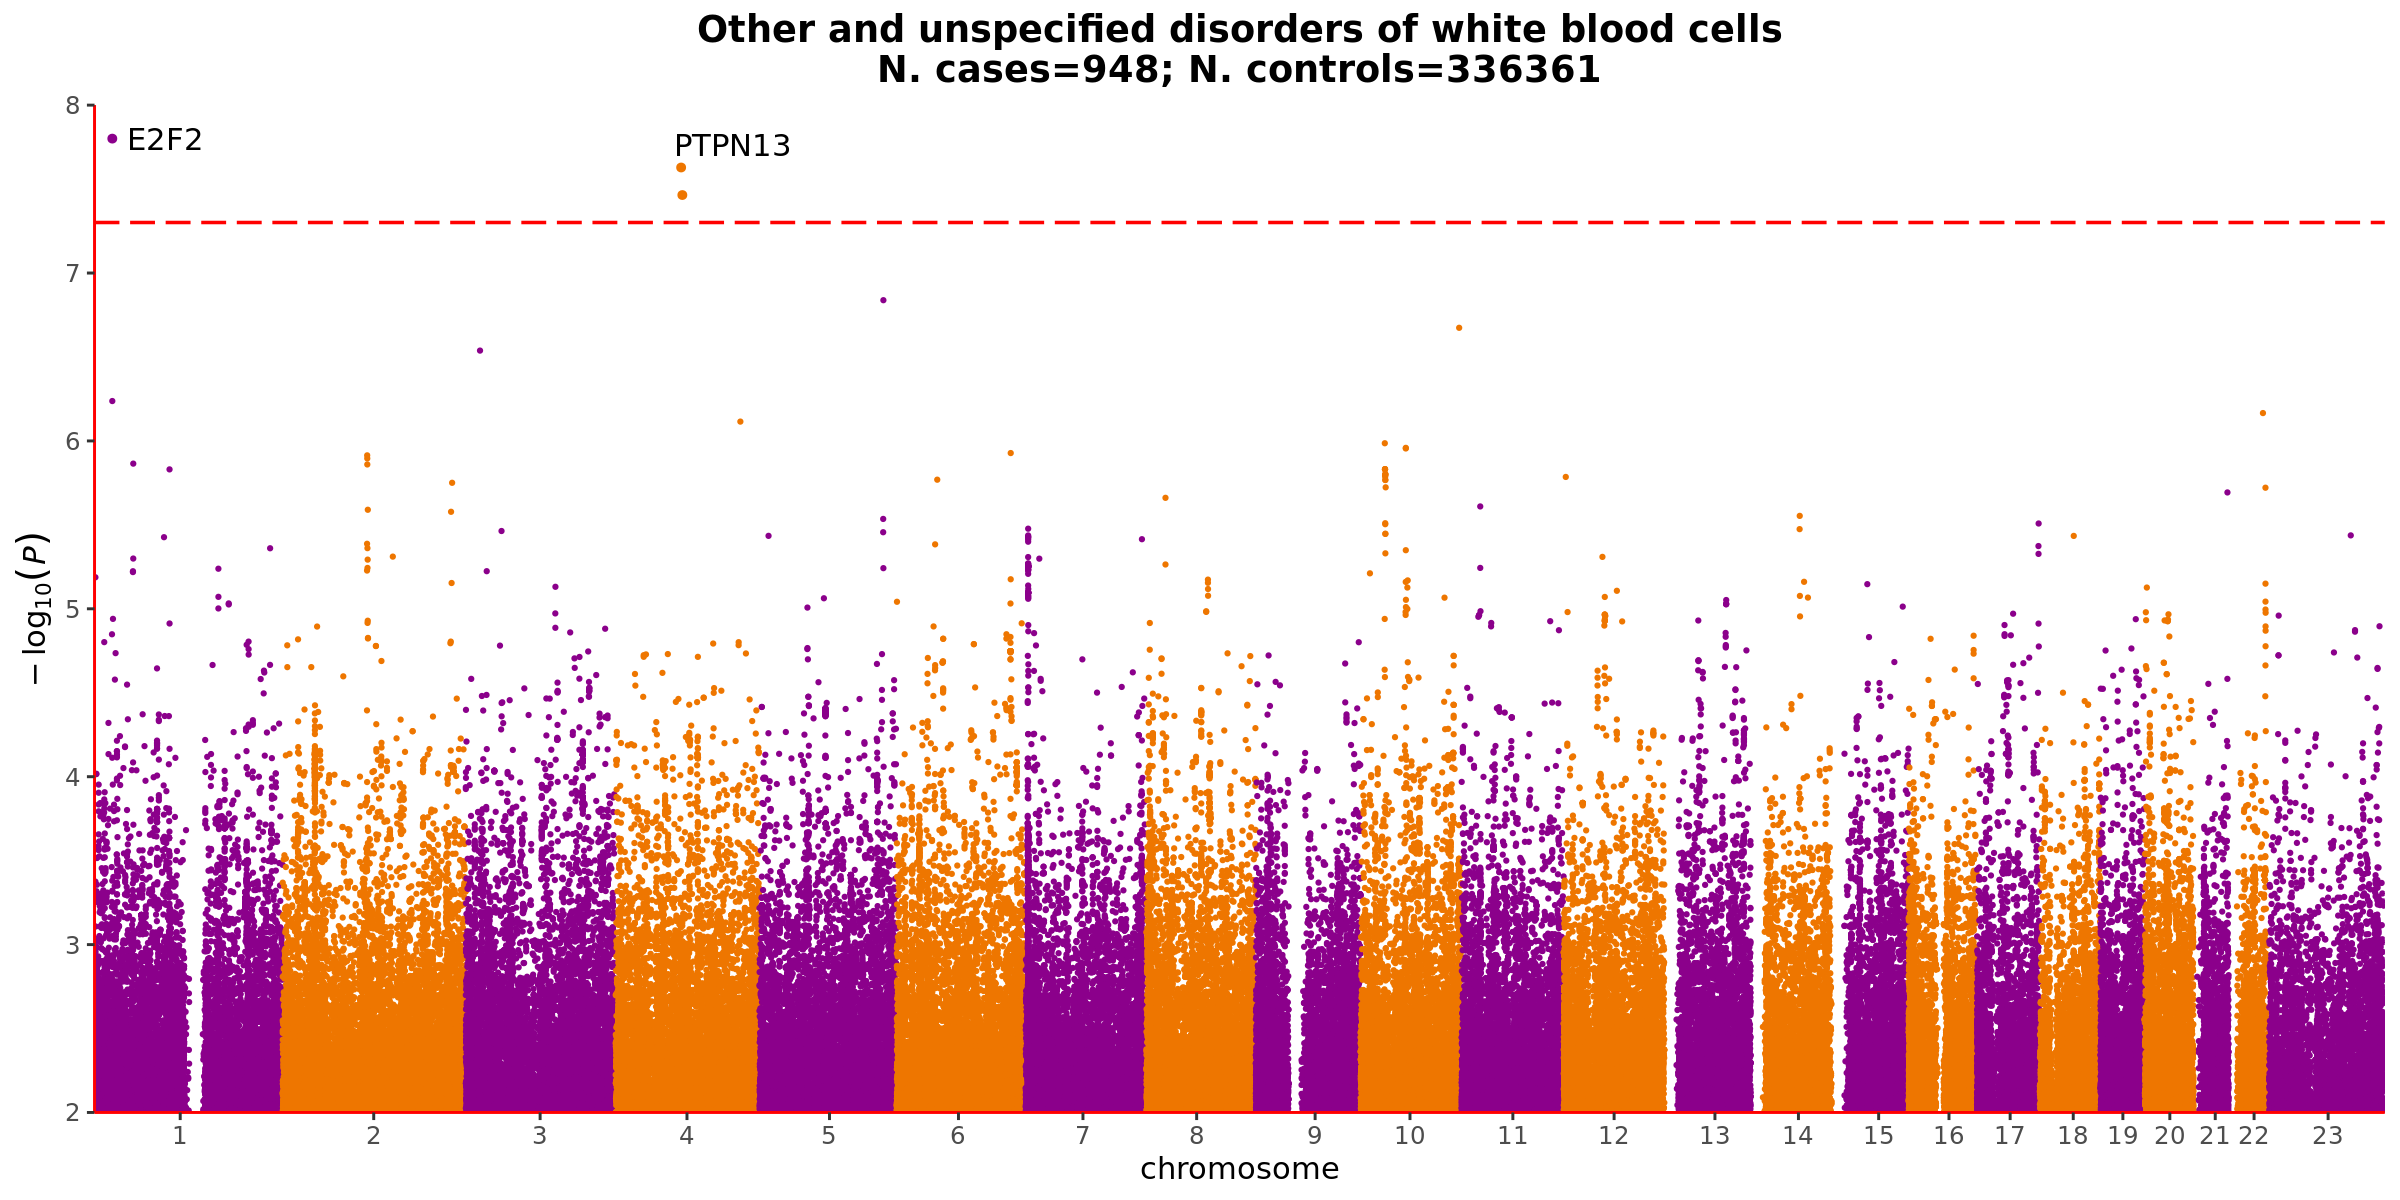 Other and unspecified disorders of white blood cells
N. cases=948; N. controls=336361
8
E2F2
PTPN13
7
6
5
4
3
2
−log₁₀(P)
1 2 3 4 5 6 7 8 9 10 11 12 13 14 15 16 17 18 19 20 21 22 23
chromosome